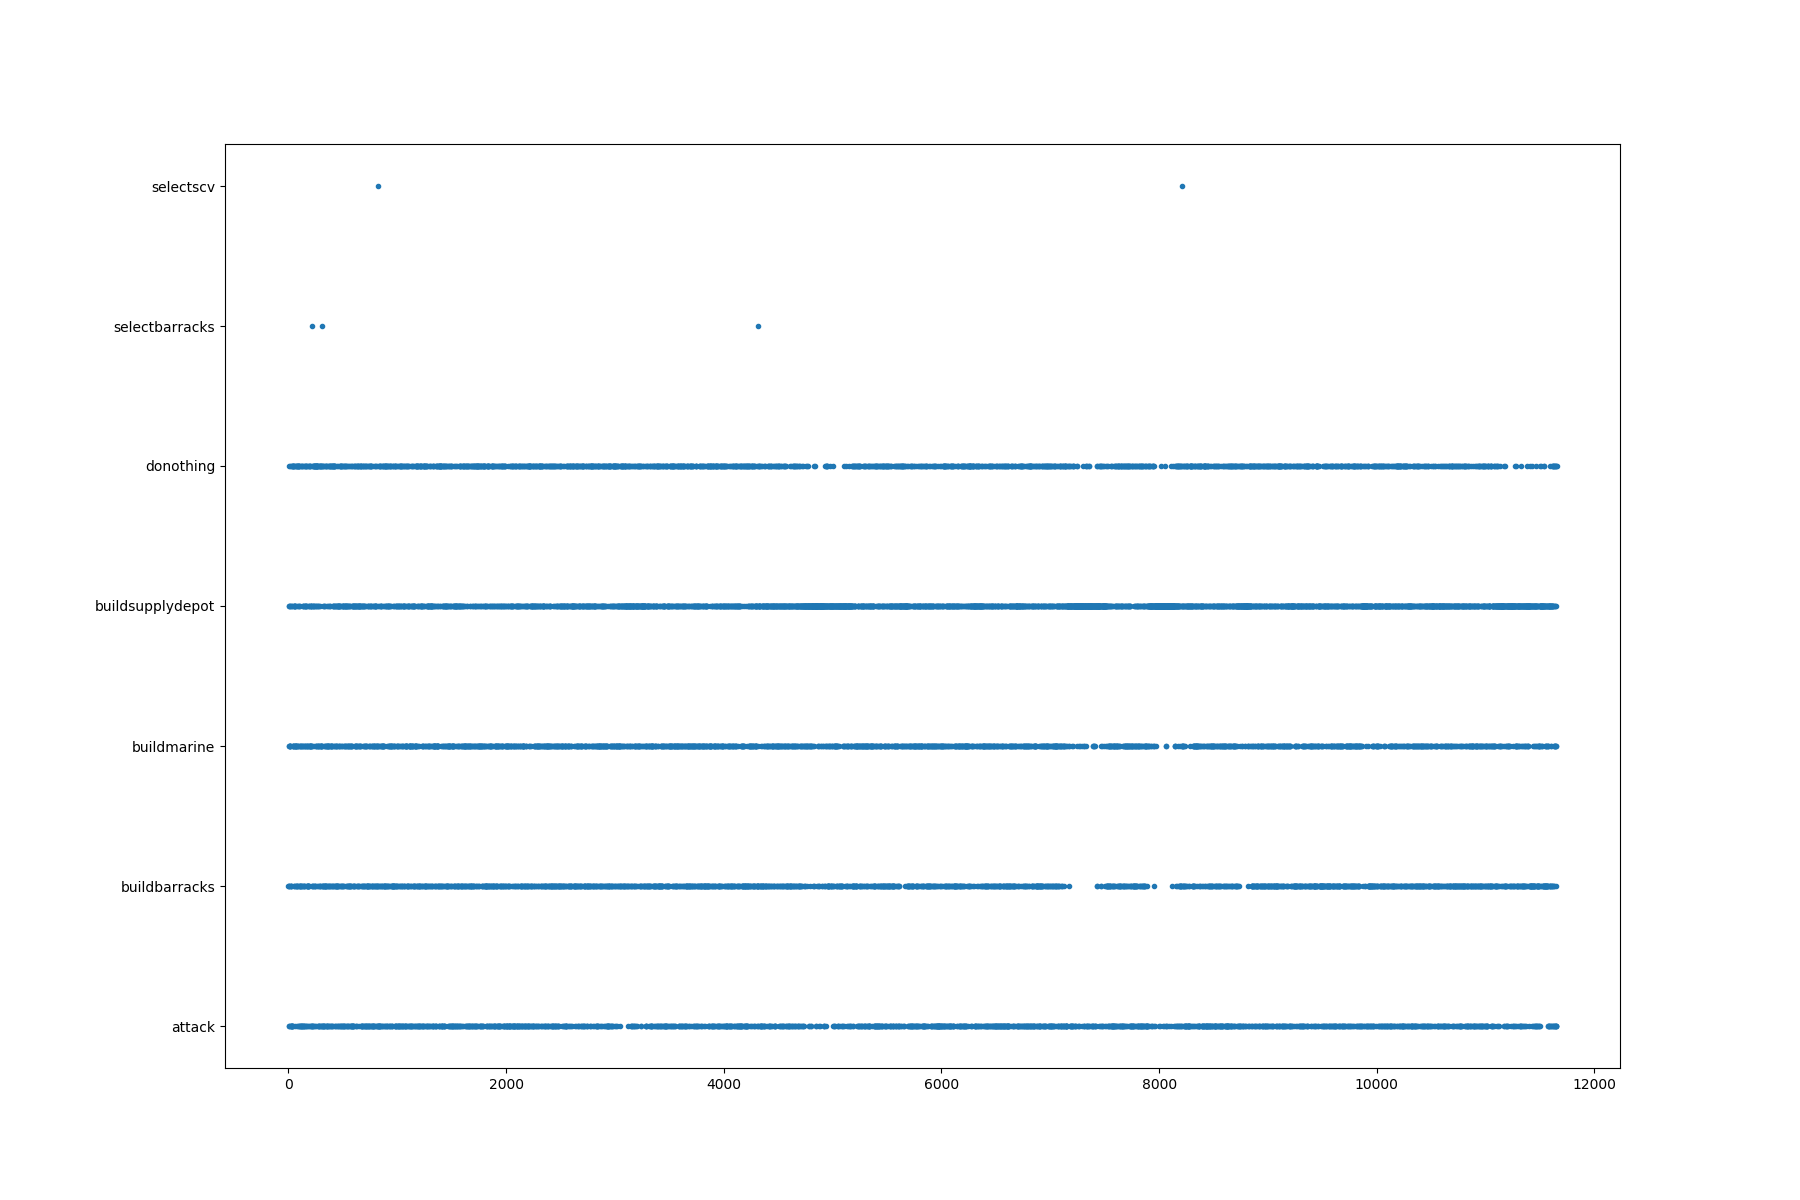 selectscv
selectbarracks
donothing
buildsupplydepot
buildmarine
buildbarracks
attack
0 2000 4000 6000 8000 10000 12000